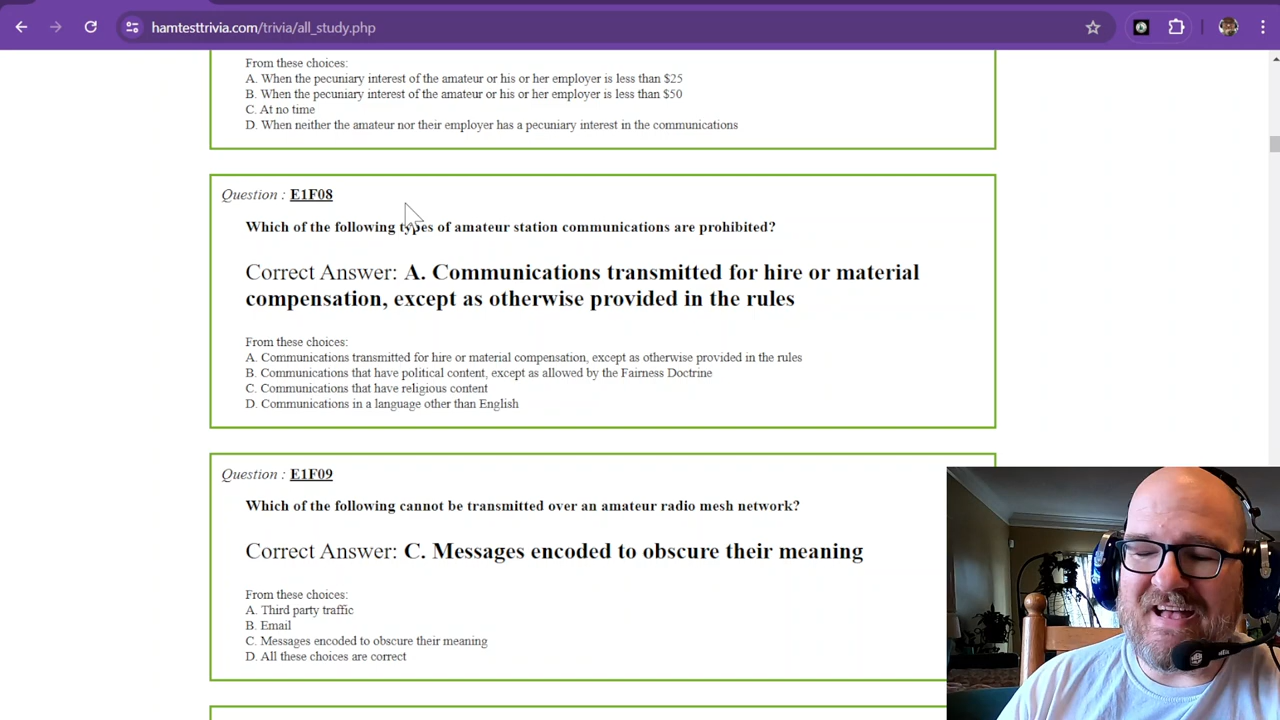 hamtesttrivia.com/trivia/all_study.php
From these choices:
A. When the pecuniary interest of the amateur or his or her employer is less than $25
B. When the pecuniary interest of the amateur or his or her employer is less than $50
C. At no time
D. When neither the amateur nor their employer has a pecuniary interest in the communications
Question : E1F08
Which of the following types of amateur station communications are prohibited?
Correct Answer: A. Communications transmitted for hire or material
compensation, except as otherwise provided in the rules
From these choices:
A. Communications transmitted for hire or material compensation, except as otherwise provided in the rules
B. Communications that have political content, except as allowed by the Fairness Doctrine
C. Communications that have religious content
D. Communications in a language other than English
Question : E1F09
Which of the following cannot be transmitted over an amateur radio mesh network?
Correct Answer: C. Messages encoded to obscure their meaning
From these choices:
A. Third party traffic
B. Email
C. Messages encoded to obscure their meaning
D. All these choices are correct